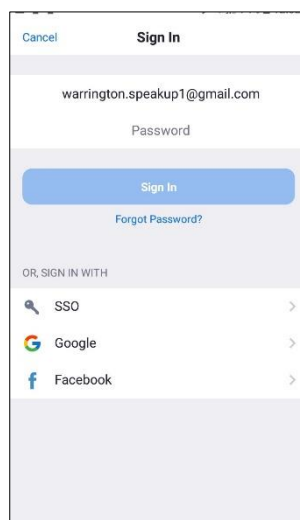 Cancel Sign In
warrington.speakup1@gmail.com
Password
Sign In
Forgot Password?
OR, SIGN IN WITH
SSO
Google
Facebook